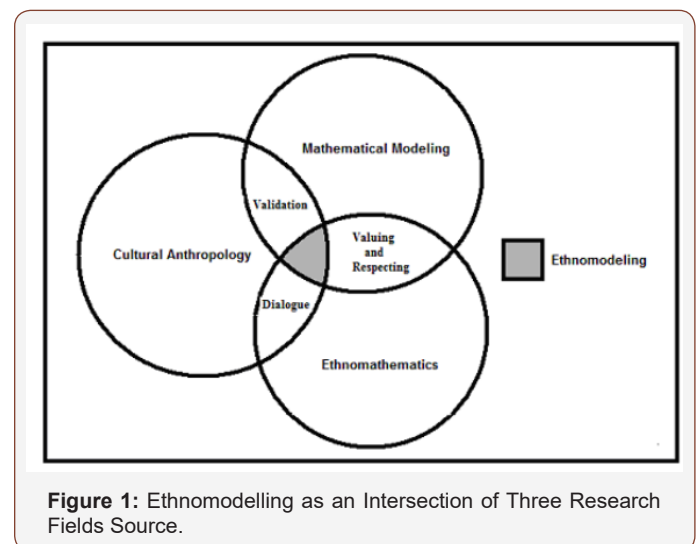 Mathematical Modeling
Validation
Cultural Anthropology
Valuing
and
Respecting
Ethnomodeling
Dialogue
Ethnomathematics
Figure 1: Ethnomodelling as an Intersection of Three Research
Fields Source.